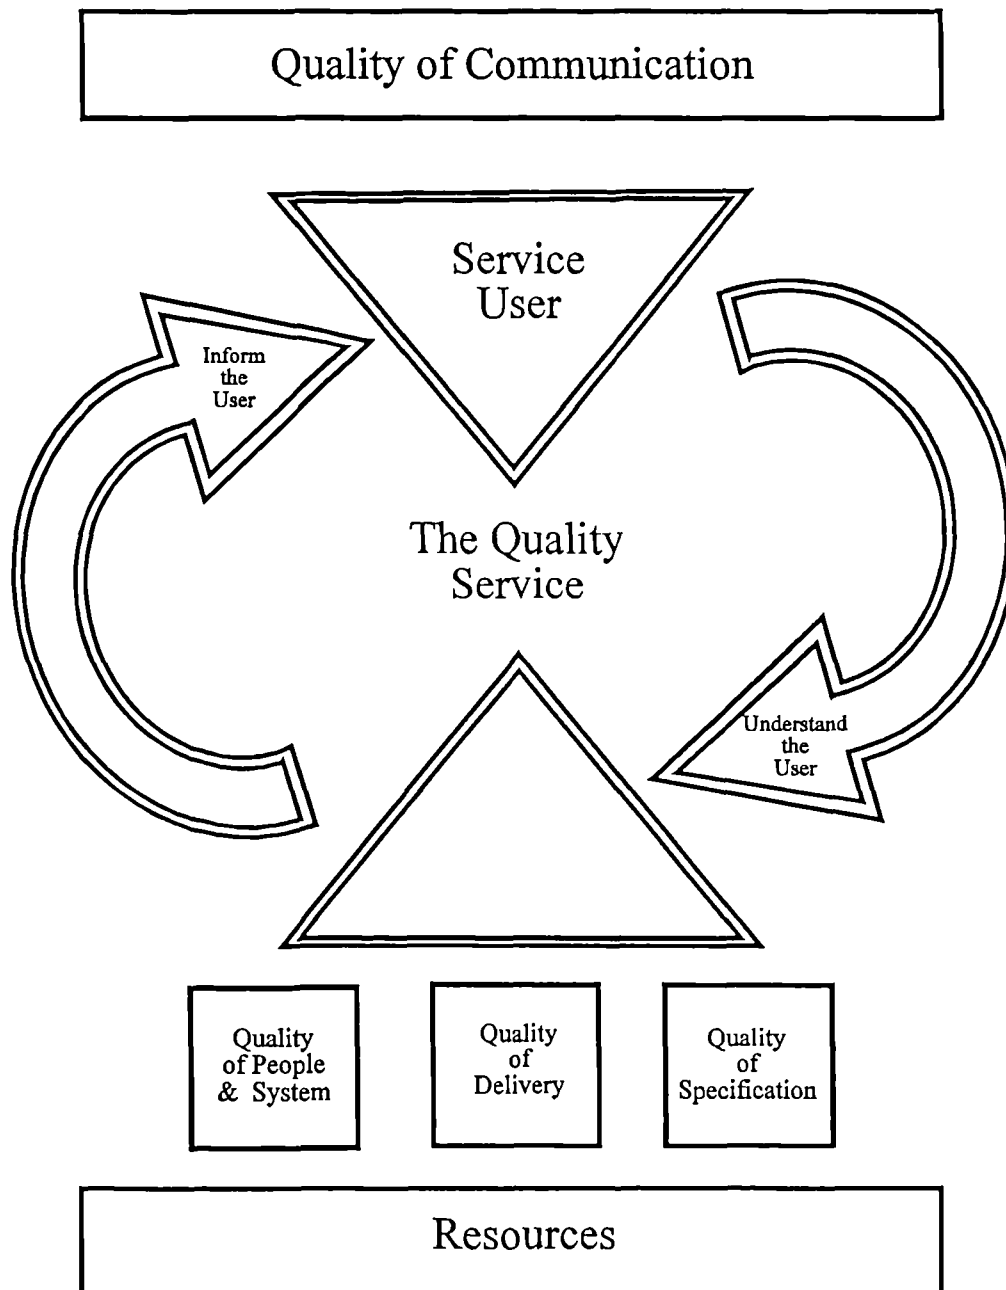 Quality of Communication
Service
User
Inform
the
User
The Quality
Service
Understand
the
User
Quality
of People
& System
Quality
of
Delivery
Quality
of
Specification
Resources